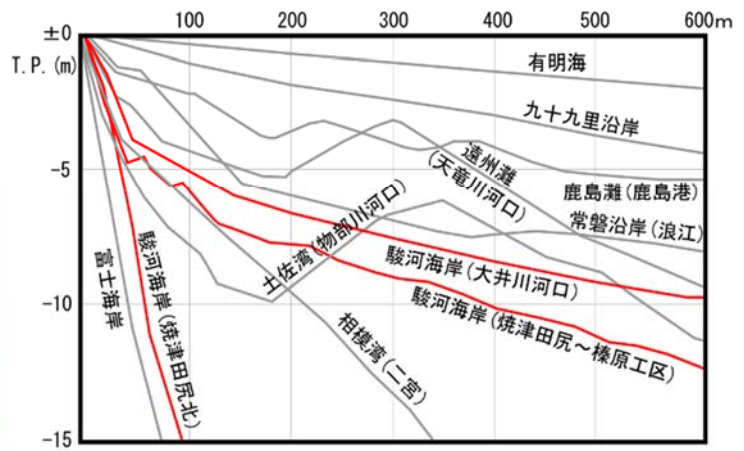 100 200 300 400 500 600m
±0
T.P.(m)
-5
-10
-15
有明海
九十九里沿岸
遠州灘
(天竜川河口)
鹿島灘(鹿島港)
常磐沿岸(浪江)
土佐湾(物部川河口)
駿河海岸(大井川河口)
駿河海岸(焼津田尻~榛原工区)
相模湾(二宮)
駿河海岸(焼津田尻北)
富士海岸